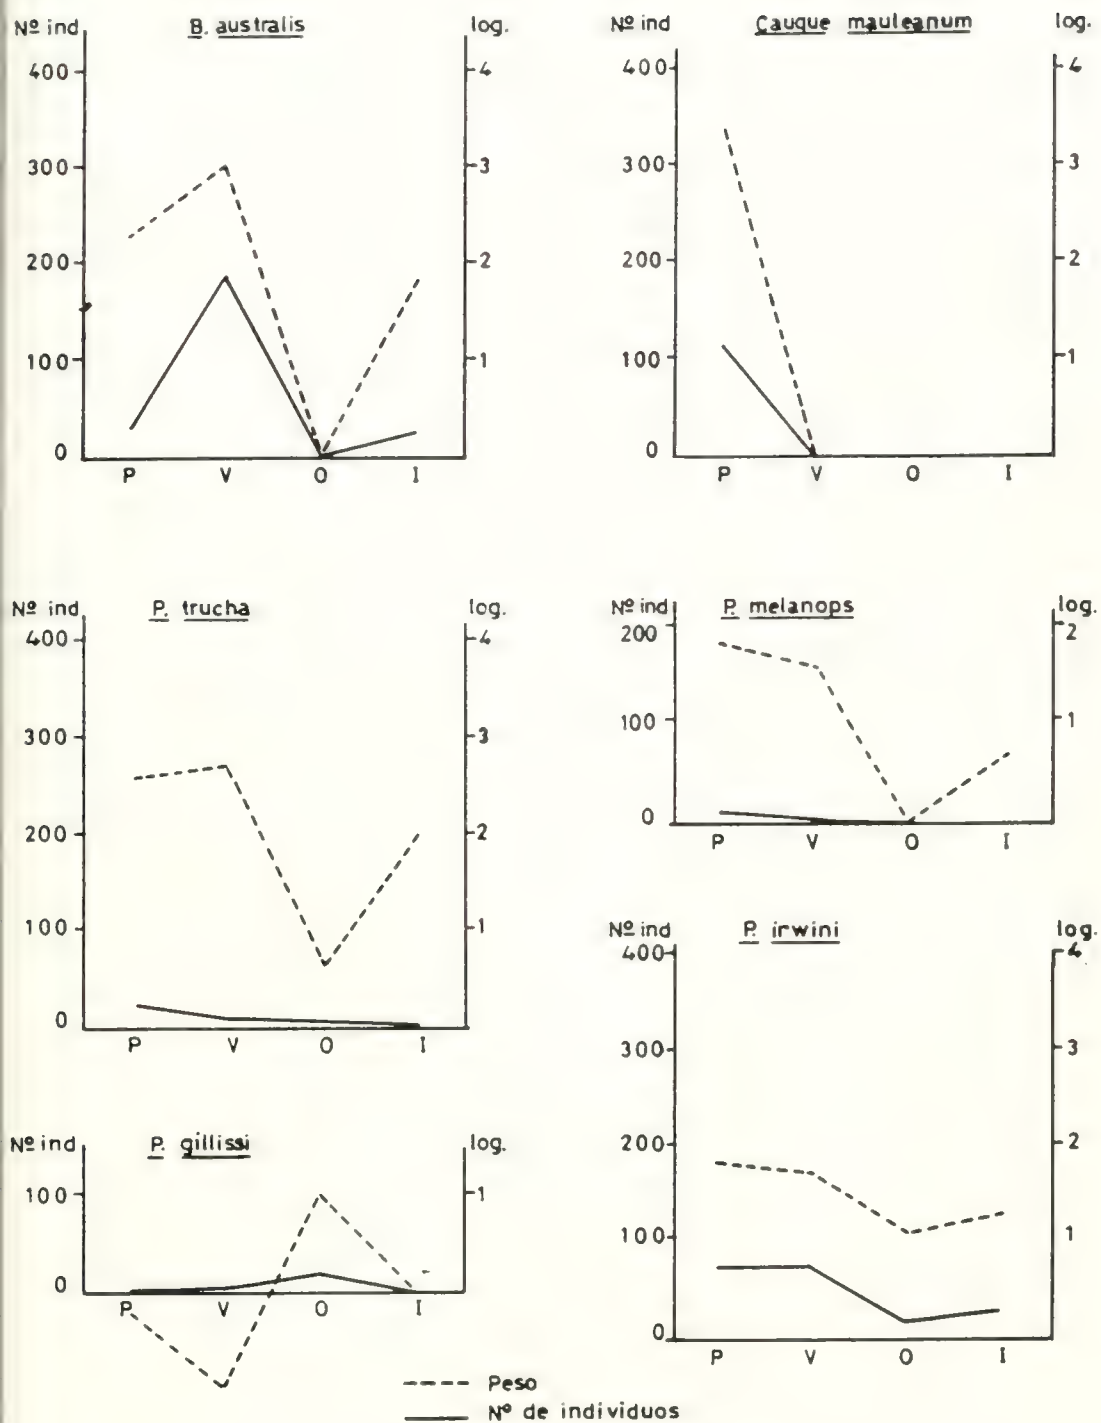 Nº ind B. australis log.
400 4
300 3
200 2
100 1
0
P V O I
Nº ind Cauque mauleanum log.
400 4
300 3
200 2
100 1
0
P V O I
Nº ind P. trucha log.
400 4
300 3
200 2
100 1
0
P V O I
Nº ind P. melanops log.
200 2
100 1
0
P V O I
Nº ind P. irwini log.
400 4
300 3
200 2
100 1
0
P V O I
Nº ind P. gillissi log.
100 1
0
P V O I
Peso
Nº de individuos